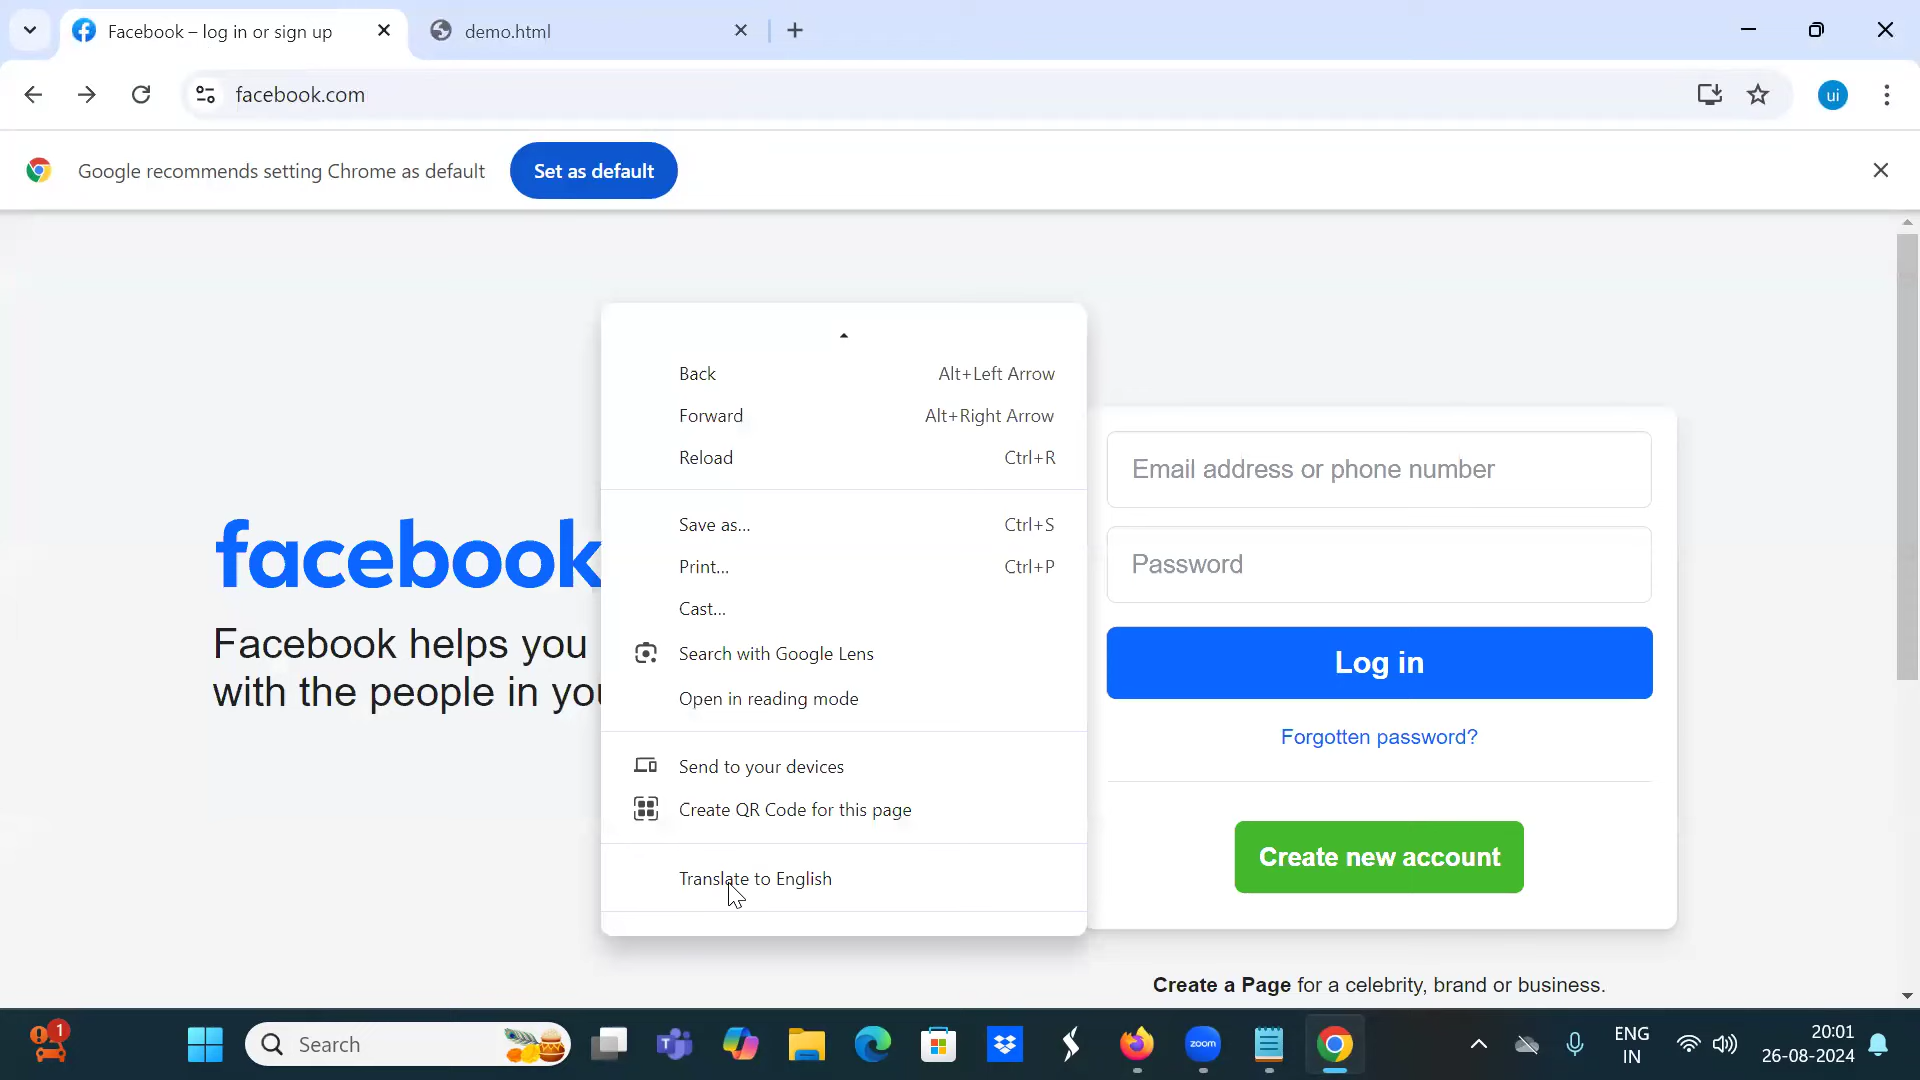 Facebook – log in or sign up
demo.html
facebook.com
ui
Google recommends setting Chrome as default
Set as default
Back Alt+Left Arrow
Forward Alt+Right Arrow
Reload Ctrl+R
Save as... Ctrl+S
Print... Ctrl+P
Cast...
Search with Google Lens
Open in reading mode
Send to your devices
Create QR Code for this page
Translate to English
facebook
Facebook helps you
with the people in you
Email address or phone number
Password
Log in
Forgotten password?
Create new account
Create a Page for a celebrity, brand or business.
1
Search
zoom
ENG
IN
20:01
26-08-2024